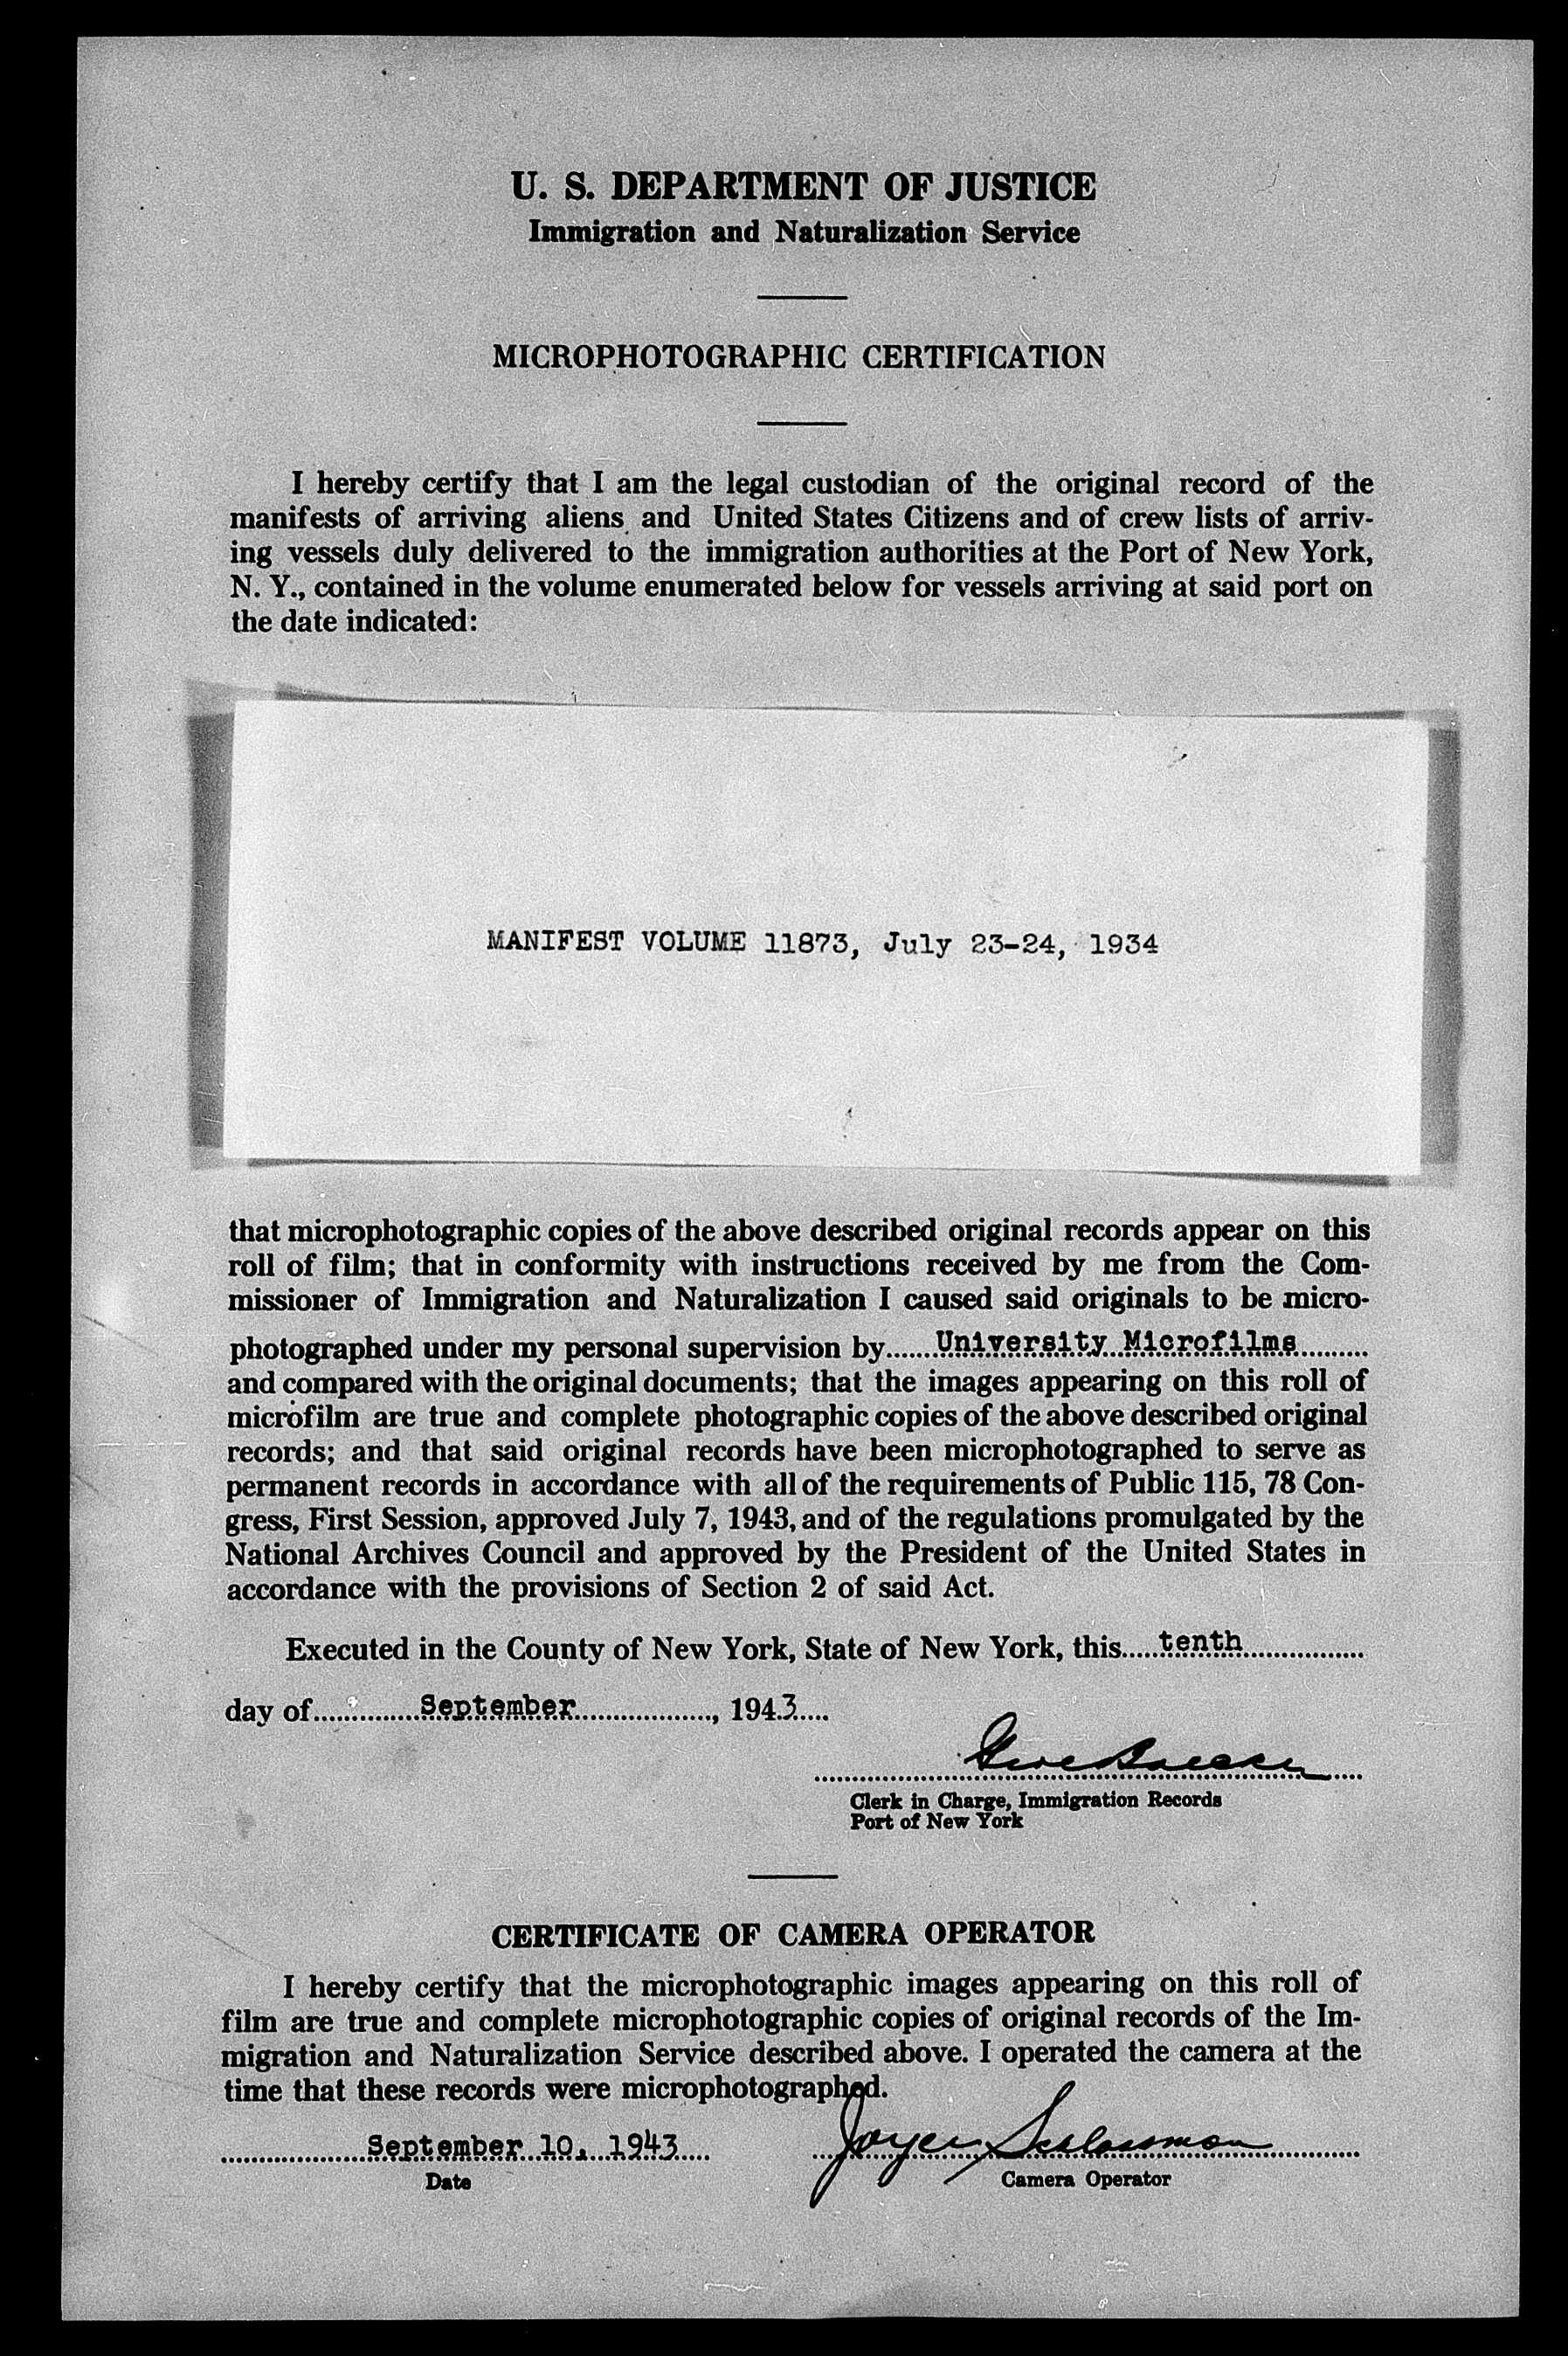 U. S. DEPARTMENT OF JUSTICE
Immigration and Naturalization Service
MICROPHOTOGRAPHIC CERTIFICATION
I hereby certify that I am the legal custodian of the original record of the
manifests of arriving aliens and United States Citizens and of crew lists of arriv-
ing vessels duly delivered to the immigration authorities at the Port of New York,
N. Y., contained in the volume enumerated below for vessels arriving at said port on
the date indicated:
MANIFEST VOLUME 11873, July 23-24, 1934
that microphotographic copies of the above described original records appear on this
roll of film; that in conformity with instructions received by me from the Com-
missioner of Immigration and Naturalization I caused said originals to be micro-
photographed under my personal supervision by University Microfilms
and compared with the original documents; that the images appearing on this roll of
microfilm are true and complete photographic copies of the above described original
records; and that said original records have been microphotographed to serve as
permanent records in accordance with all of the requirements of Public 115, 78 Con-
gress, First Session, approved July 7, 1943, and of the regulations promulgated by the
National Archives Council and approved by the President of the United States in
accordance with the provisions of Section 2 of said Act.
Executed in the County of New York, State of New York, this tenth
day of September, 1943
Clerk in Charge, Immigration Records
Port of New York
CERTIFICATE OF CAMERA OPERATOR
I hereby certify that the microphotographic images appearing on this roll of
film are true and complete microphotographic copies of original records of the Im-
migration and Naturalization Service described above. I operated the camera at the
time that these records were microphotographed.
September 10, 1943 Joyce Schlossman
Date Camera Operator